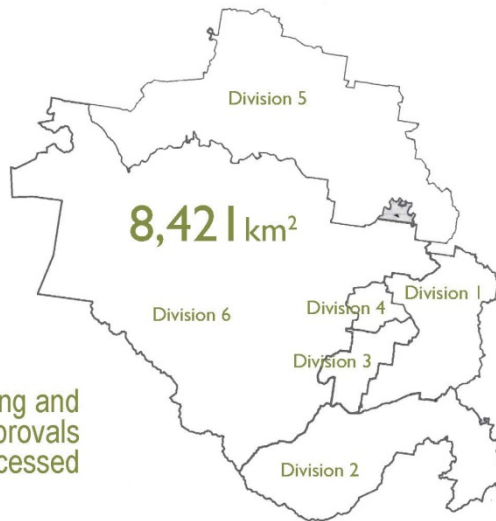 Division 5
8,421 km²
Division 1
Division 4
Division 6
Division 3
ng and
provals
cessed
Division 2